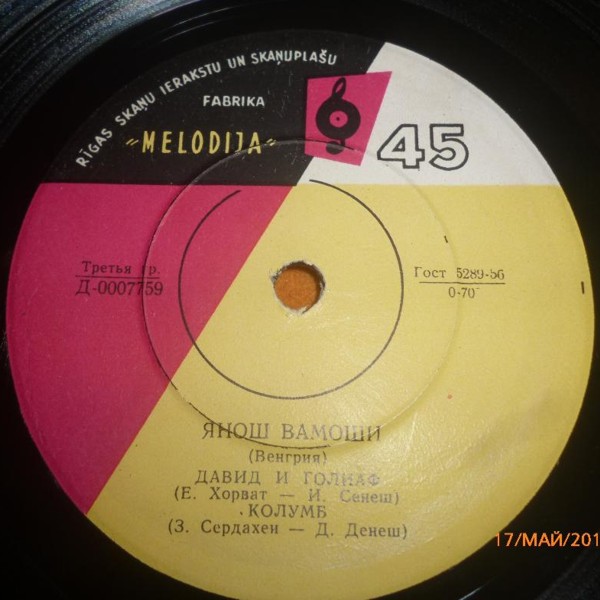 RĪGAS SKAŅU IERAKSTU UN SKAŅUPLAŠU
FABRIKA
«MELODIJA»
45
Третья гр.
Д-0007759
Гост 5289-56
0-70
ЯНОШ ВАМОШИ
(Венгрия)
ДАВИД И ГОЛИАФ
(Е. Хорват — И. Сенеш)
КОЛУМБ
(З. Сердахеи — Д. Денеш)
17/МАЙ/201